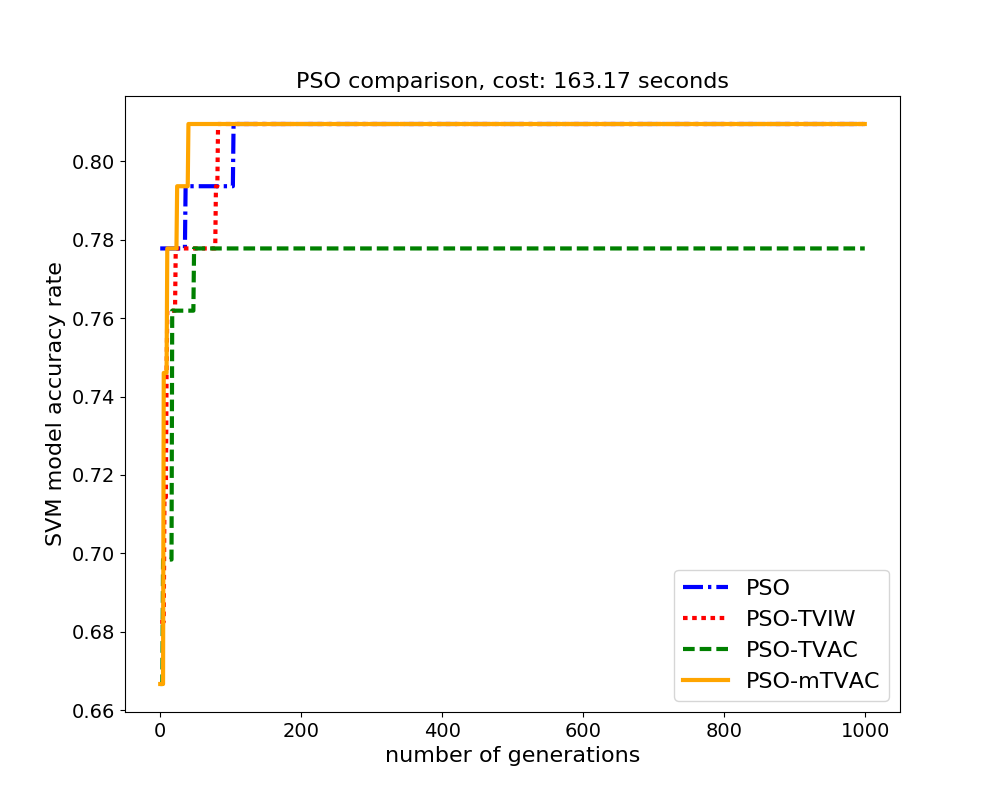 PSO comparison, cost: 163.17 seconds
SVM model accuracy rate
0.80
0.78
0.76
0.74
0.72
0.70
0.68
0.66
0 200 400 600 800 1000
number of generations
PSO
PSO-TVIW
PSO-TVAC
PSO-mTVAC